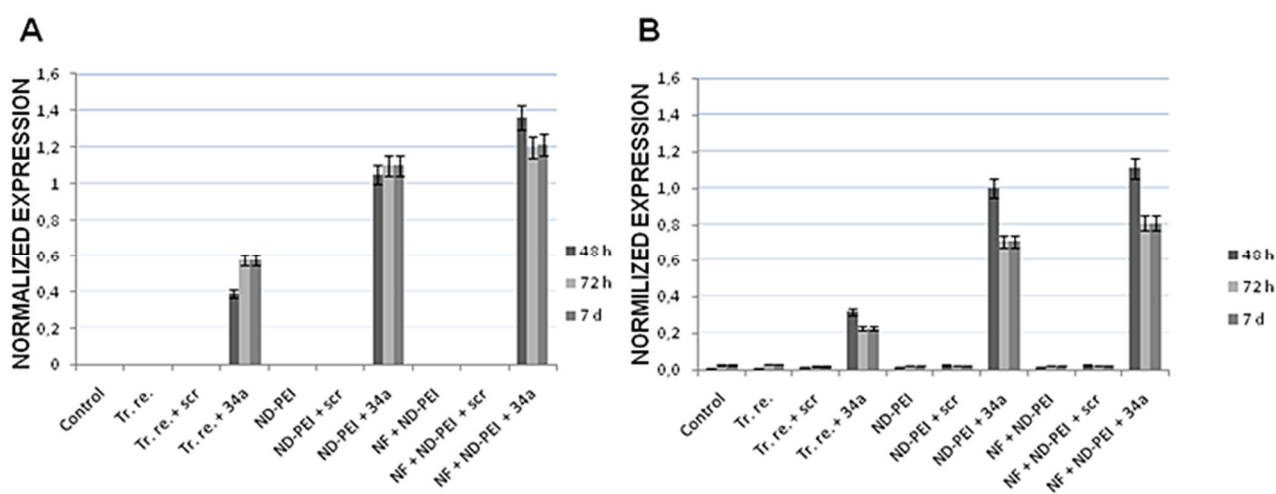 A
NORMALIZED EXPRESSION
1,6
1,4
1,2
1
0,8
0,6
0,4
0,2
0
Control
Tr. re.
Tr. re. + scr
Tr. re. + 34a
ND-PEI
ND-PEI + scr
ND-PEI + 34a
NF + ND-PEI
NF + ND-PEI + scr
NF + ND-PEI + 34a
48 h
72 h
7 d
B
NORMILIZED EXPRESSION
1,6
1,4
1,2
1,0
0,8
0,6
0,4
0,2
0,0
Control
Tr. re.
Tr. re. + scr
Tr. re. + 34a
ND-PEI
ND-PEI + scr
ND-PEI + 34a
NF + ND-PEI
NF + ND-PEI + scr
NF + ND-PEI + 34a
48 h
72 h
7 d